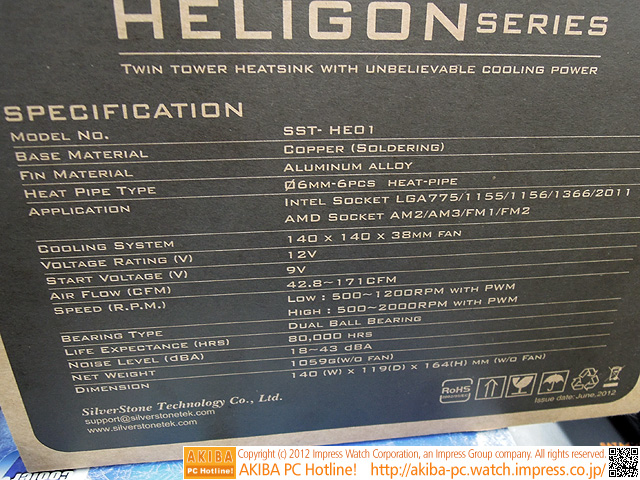 HELIGON SERIES
TWIN TOWER HEATSINK WITH UNBELIEVABLE COOLING POWER
SPECIFICATION
MODEL NO. SST- HE01
BASE MATERIAL COPPER (SOLDERING)
FIN MATERIAL ALUMINUM ALLOY
HEAT PIPE TYPE Ø6MM-6PCS HEAT-PIPE
APPLICATION INTEL SOCKET LGA775/1155/1156/1366/2011
AMD SOCKET AM2/AM3/FM1/FM2
COOLING SYSTEM 140 X 140 X 38MM FAN
VOLTAGE RATING (V) 12V
START VOLTAGE (V) 9V
AIR FLOW (CFM) 42.8~171CFM
SPEED (R.P.M.) LOW : 500~1200RPM WITH PWM
HIGH : 500~2000RPM WITH PWM
BEARING TYPE DUAL BALL BEARING
LIFE EXPECTANCE (HRS) 80,000 HRS
NOISE LEVEL (DBA) 18~43 DBA
NET WEIGHT 1059G(W/O FAN)
DIMENSION 140 (W) X 119(D) X 164(H) MM (W/O FAN)
SilverStone Technology Co., Ltd.
support@silverstonetek.com
www.silverstonetek.com
RoHS
Issue date: June, 2012
Cooler
AKIBA PC Hotline! Copyright (c) 2012 Impress Watch Corporation, an Impress Group company. All rights reserved.
AKIBA PC Hotline! http://akiba-pc.watch.impress.co.jp/